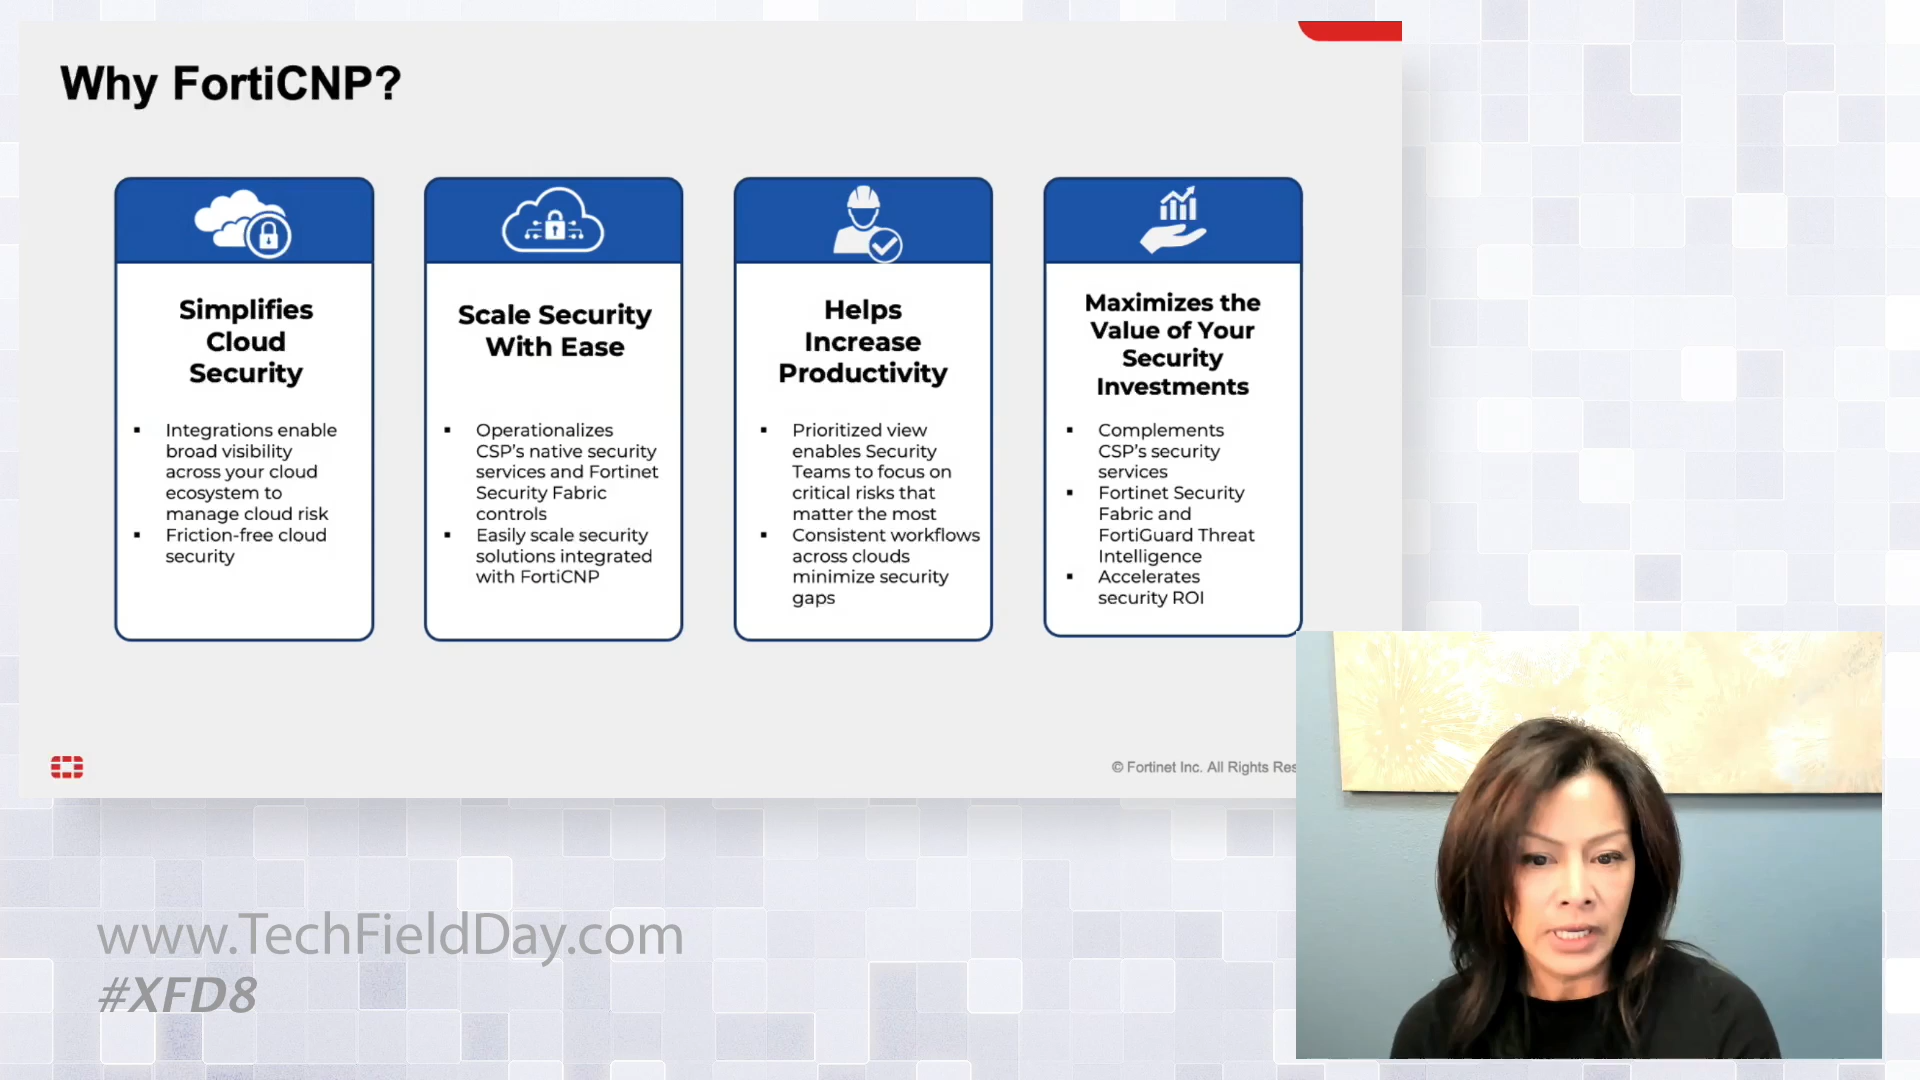 Why FortiCNP?
Simplifies
Cloud
Security
▪ Integrations enable
broad visibility
across your cloud
ecosystem to
manage cloud risk
▪ Friction-free cloud
security
Scale Security
With Ease
▪ Operationalizes
CSP's native security
services and Fortinet
Security Fabric
controls
▪ Easily scale security
solutions integrated
with FortiCNP
Helps
Increase
Productivity
▪ Prioritized view
enables Security
Teams to focus on
critical risks that
matter the most
▪ Consistent workflows
across clouds
minimize security
gaps
Maximizes the
Value of Your
Security
Investments
▪ Complements
CSP's security
services
▪ Fortinet Security
Fabric and
FortiGuard Threat
Intelligence
▪ Accelerates
security ROI
© Fortinet Inc. All Rights Res
www.TechFieldDay.com
#XFD8